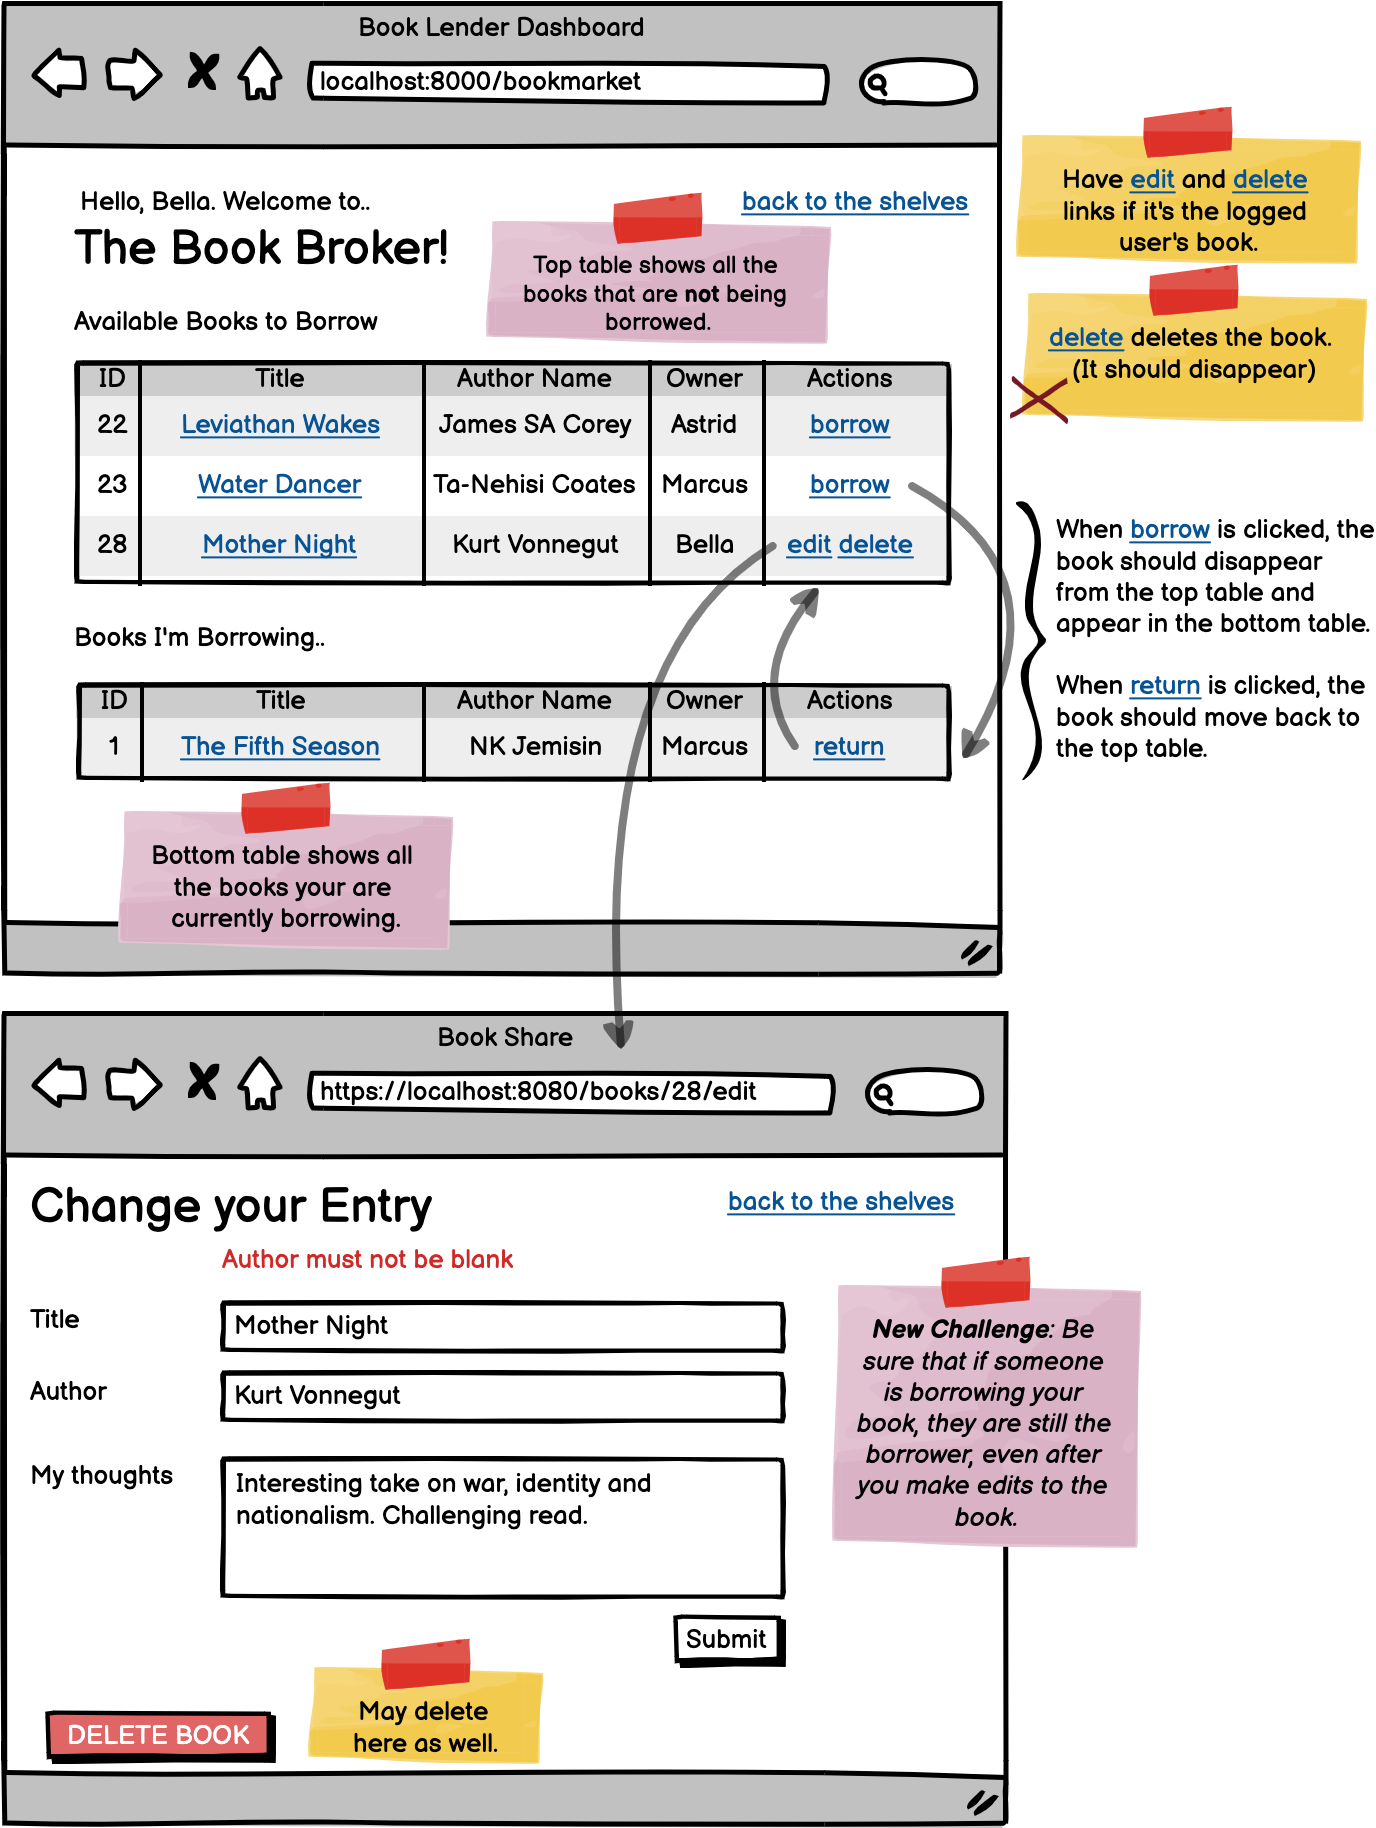 Book Lender Dashboard
localhost:8000/bookmarket
Hello, Bella. Welcome to..
back to the shelves
The Book Broker!
Top table shows all the
books that are not being
borrowed.
Have edit and delete
links if it's the logged
user's book.
delete deletes the book.
(It should disappear)
Available Books to Borrow
ID Title Author Name Owner Actions
22 Leviathan Wakes James SA Corey Astrid borrow
23 Water Dancer Ta-Nehisi Coates Marcus borrow
28 Mother Night Kurt Vonnegut Bella edit delete
When borrow is clicked, the
book should disappear
from the top table and
appear in the bottom table.
When return is clicked, the
book should move back to
the top table.
Books I'm Borrowing..
ID Title Author Name Owner Actions
1 The Fifth Season NK Jemisin Marcus return
Bottom table shows all
the books your are
currently borrowing.
Book Share
https://localhost:8080/books/28/edit
Change your Entry
back to the shelves
Author must not be blank
Title Mother Night
Author Kurt Vonnegut
My thoughts Interesting take on war, identity and
nationalism. Challenging read.
New Challenge: Be
sure that if someone
is borrowing your
book, they are still the
borrower, even after
you make edits to the
book.
Submit
May delete
here as well.
DELETE BOOK